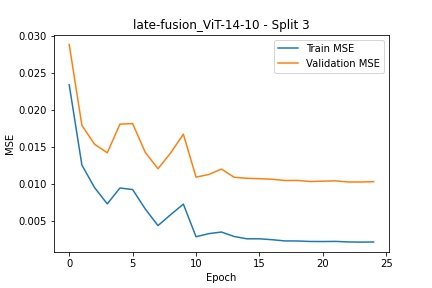 late-fusion_ViT-14-10 - Split 3
Train MSE
Validation MSE
MSE
0.030
0.025
0.020
0.015
0.010
0.005
0 5 10 15 20 25
Epoch